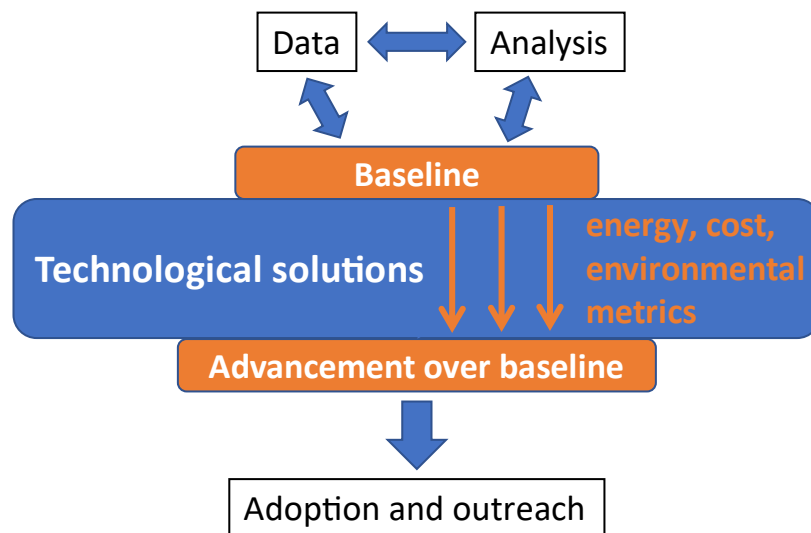 Data
Analysis
Baseline
Technological solutions
energy, cost,
environmental
metrics
Advancement over baseline
Adoption and outreach